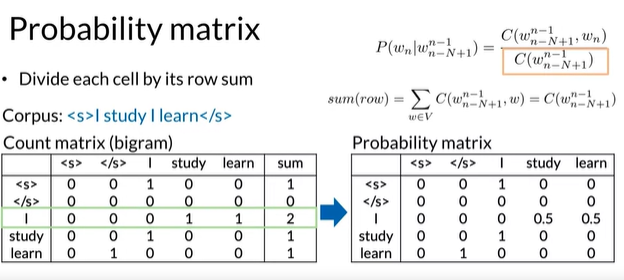 Probability matrix
P(w_n|w_{n-N+1}^{n-1}) = C(w_{n-N+1}^{n-1}, w_n) / C(w_{n-N+1}^{n-1})
• Divide each cell by its row sum
sum(row) = ∑_{w∈V} C(w_{n-N+1}^{n-1}, w) = C(w_{n-N+1}^{n-1})
Corpus: <s>I study I learn</s>
Count matrix (bigram)
<s> </s> I study learn sum
<s> 0 0 1 0 0 1
</s> 0 0 0 0 0 0
I 0 0 0 1 1 2
study 0 0 1 0 0 1
learn 0 1 0 0 0 1
Probability matrix
<s> </s> I study learn
<s> 0 0 1 0 0
</s> 0 0 0 0 0
I 0 0 0 0.5 0.5
study 0 0 1 0 0
learn 0 1 0 0 0